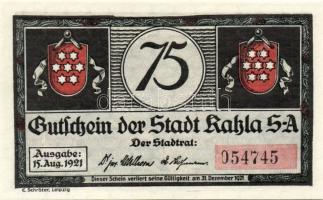 75
Gutschein der Stadt Kahla S-A
Der Stadtrat:
Ausgabe:
15. Aug. 1921
054745
Dieser Schein verliert seine Gültigkeit am 31. Dezember 1921
C. Schröter, Leipzig